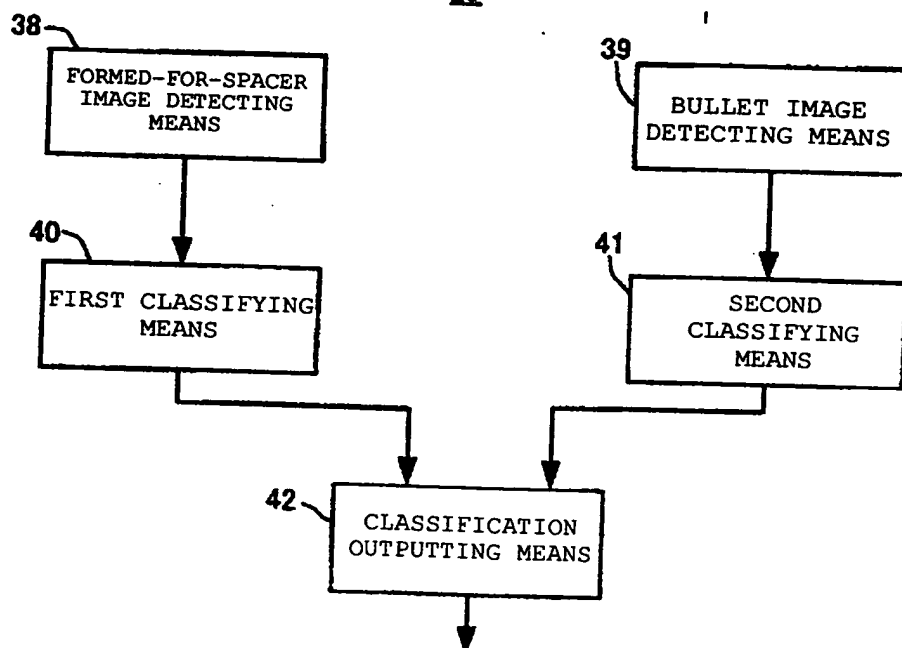 38
FORMED-FOR-SPACER
IMAGE DETECTING
MEANS
39
BULLET IMAGE
DETECTING MEANS
40
FIRST CLASSIFYING
MEANS
41
SECOND
CLASSIFYING
MEANS
42
CLASSIFICATION
OUTPUTTING MEANS